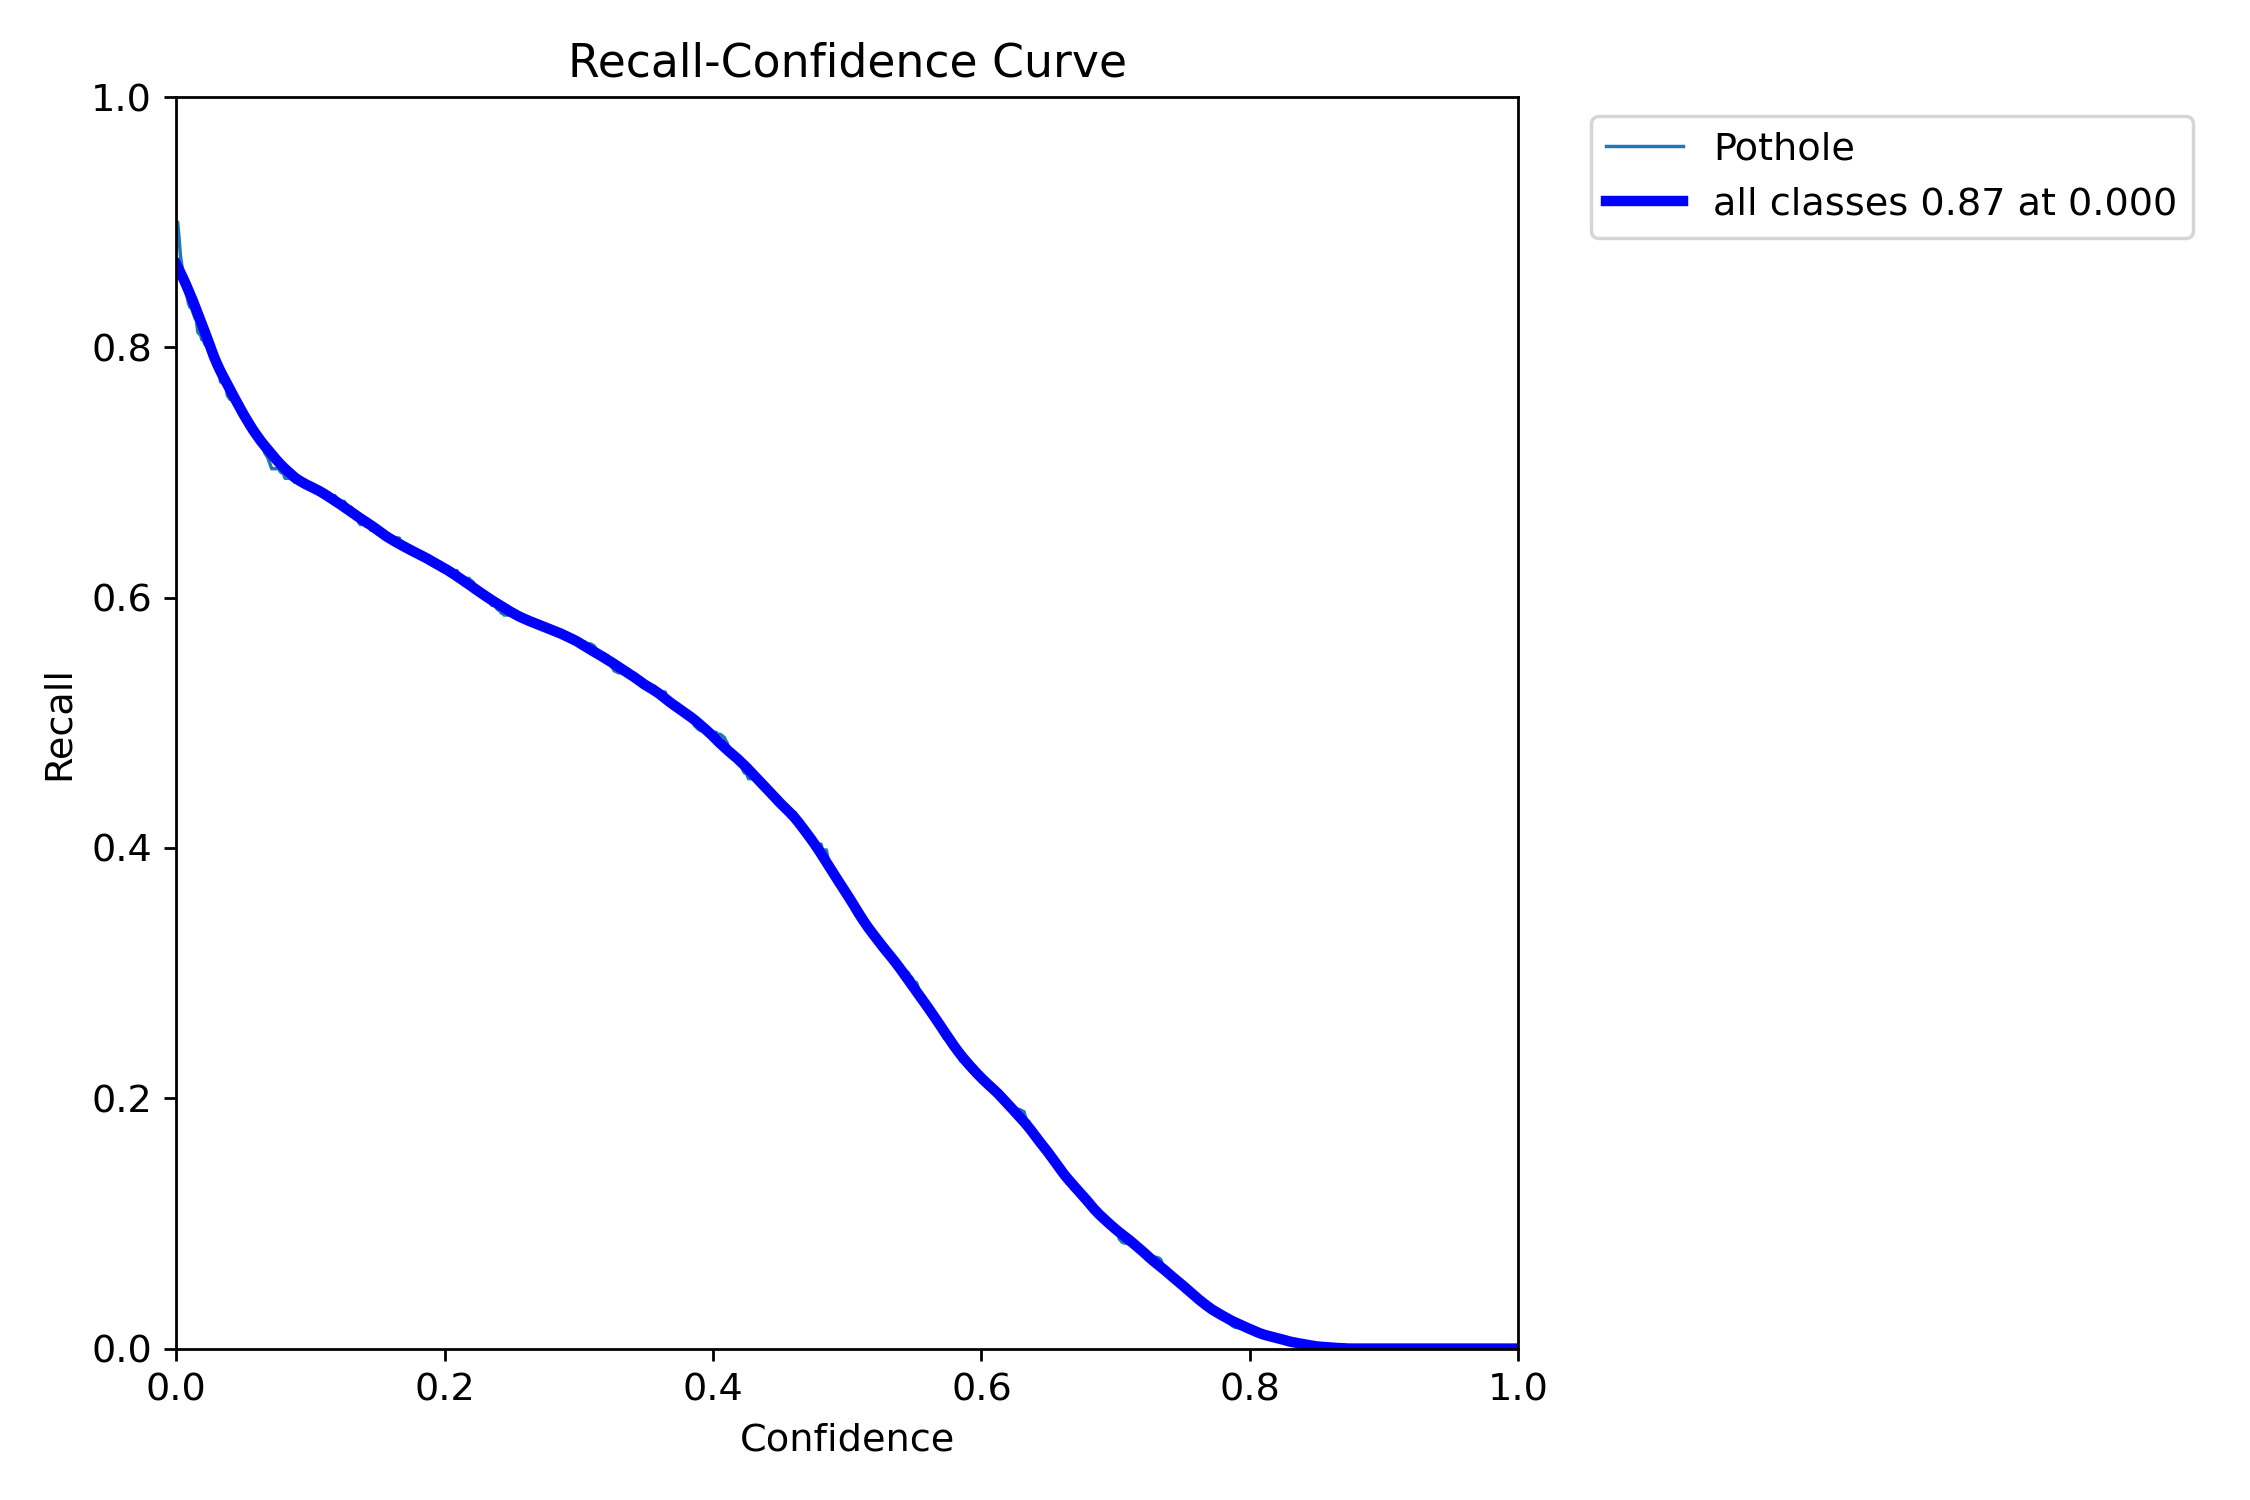 Recall-Confidence Curve
1.0
0.8
0.6
0.4
0.2
0.0
Recall
0.0 0.2 0.4 0.6 0.8 1.0
Confidence
Pothole
all classes 0.87 at 0.000